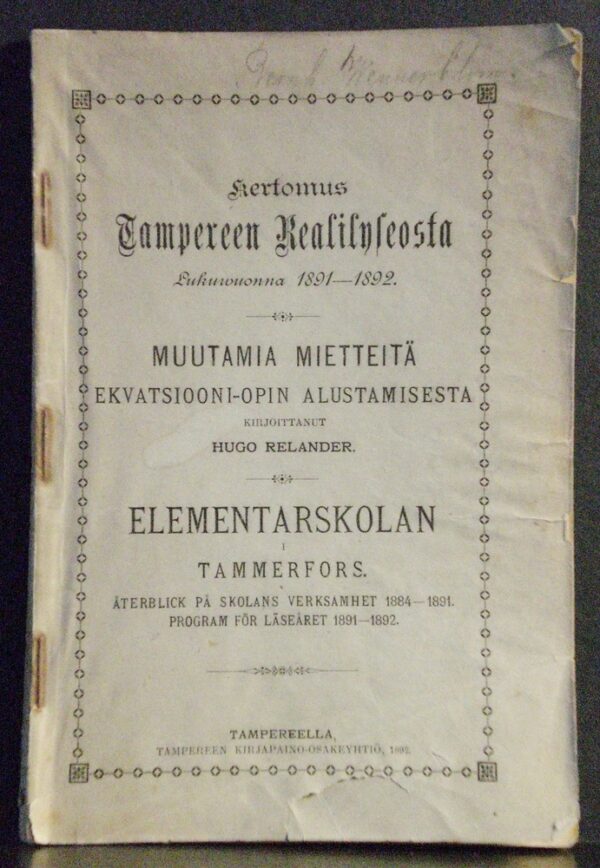 Kertomus
Tampereen Realilyseosta
Lukuwuonna 1891—1892.
MUUTAMIA MIETTEITÄ
EKVATSIOONI-OPIN ALUSTAMISESTA
KIRJOITTANUT
HUGO RELANDER.
ELEMENTARSKOLAN
I
TAMMERFORS.
ÅTERBLICK PÅ SKOLANS VERKSAMHET 1884—1891.
PROGRAM FÖR LÄSEÅRET 1891—1892.
TAMPEREELLA,
TAMPEREEN KIRJAPAINO-OSAKEYHTIÖ, 1892.